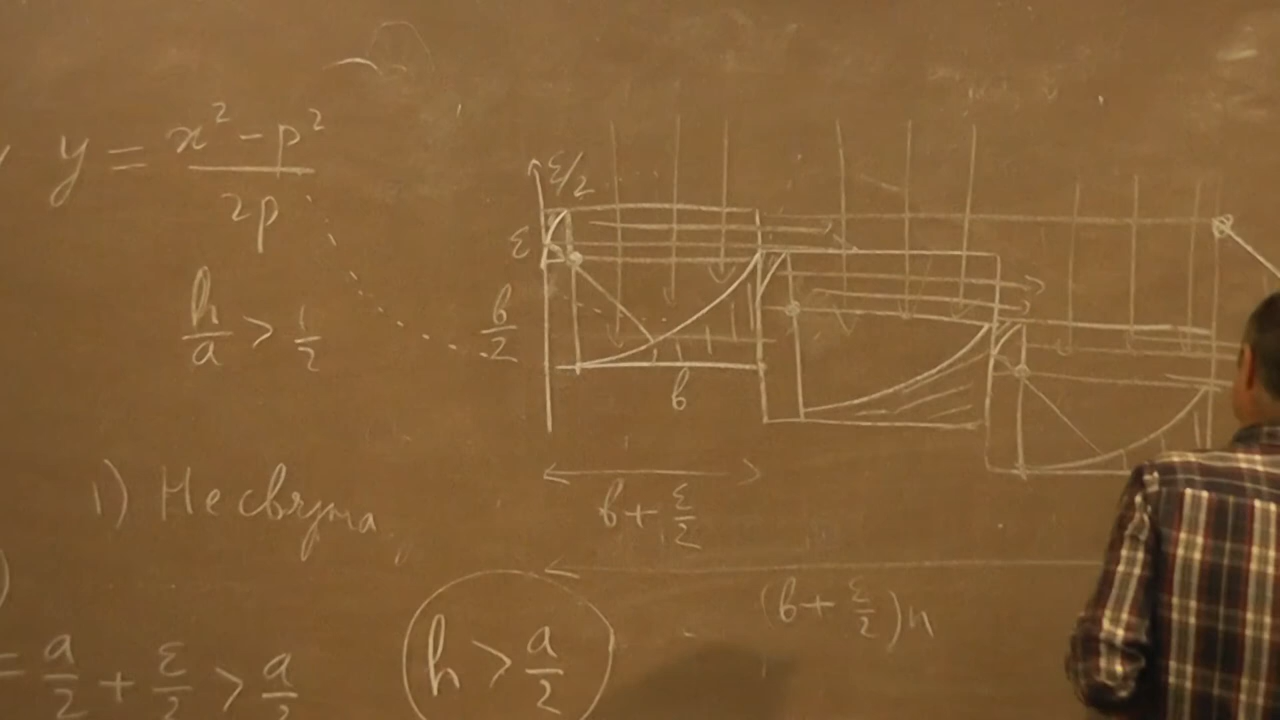 y = (x² - p²) / 2p
h/a > 1/2
ε/2
ε
в/2
в
в + ε/2
1) Несвязна,
(в + ε/2)n
= a/2 + ε/2 > a/2
h > a/2